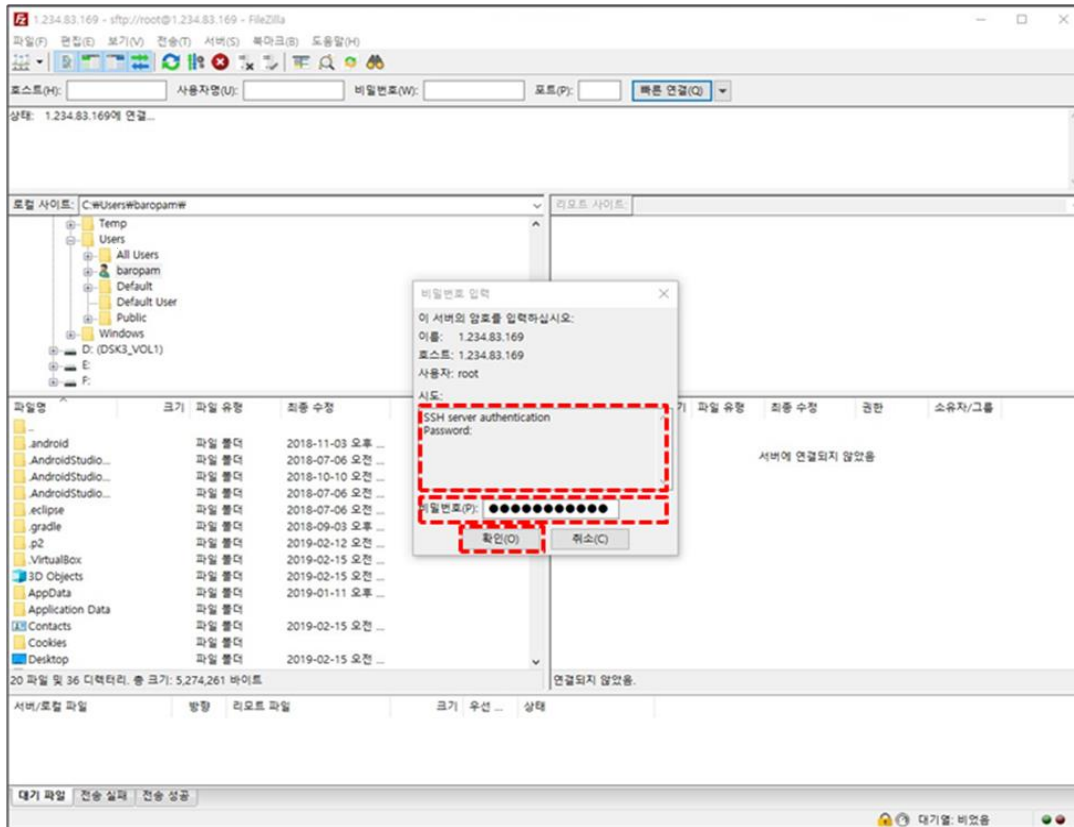 1.234.83.169 - sftp://root@1.234.83.169 - FileZilla
파일(F) 편집(E) 보기(V) 전송(T) 서버(S) 북마크(B) 도움말(H)
호스트(H): 사용자명(U): 비밀번호(W): 포트(P): 빠른 연결(Q)
상태: 1.234.83.169에 연결...
로컬 사이트: C:₩Users₩baropam₩
Temp
Users
All Users
baropam
Default
Default User
Public
Windows
D: (DSK3_VOL1)
E:
F:
리모트 사이트:
비밀번호 입력
이 서버의 암호를 입력하십시오:
이름: 1.234.83.169
호스트: 1.234.83.169
사용자: root
시도:
SSH server authentication
Password:
비밀번호(P): ●●●●●●●●●●●
확인(O) 취소(C)
파일명 크기 파일 유형 최종 수정
..
.android 파일 폴더 2018-11-03 오후 ...
.AndroidStudio... 파일 폴더 2018-07-06 오전 ...
.AndroidStudio... 파일 폴더 2018-10-10 오전 ...
.AndroidStudio... 파일 폴더 2018-07-06 오전 ...
.eclipse 파일 폴더 2018-07-06 오전 ...
.gradle 파일 폴더 2018-09-03 오후 ...
.p2 파일 폴더 2019-02-12 오전 ...
.VirtualBox 파일 폴더 2019-02-15 오전 ...
3D Objects 파일 폴더 2019-02-15 오전 ...
AppData 파일 폴더 2019-01-11 오후 ...
Application Data 파일 폴더
Contacts 파일 폴더 2019-02-15 오전 ...
Cookies 파일 폴더
Desktop 파일 폴더 2019-02-15 오전 ...
20 파일 및 36 디렉터리. 총 크기: 5,274,261 바이트
기 파일 유형 최종 수정 권한 소유자/그룹
서버에 연결되지 않았음
연결되지 않았음.
서버/로컬 파일 방향 리모트 파일 크기 우선 ... 상태
대기 파일 전송 실패 전송 성공
대기열: 비었음